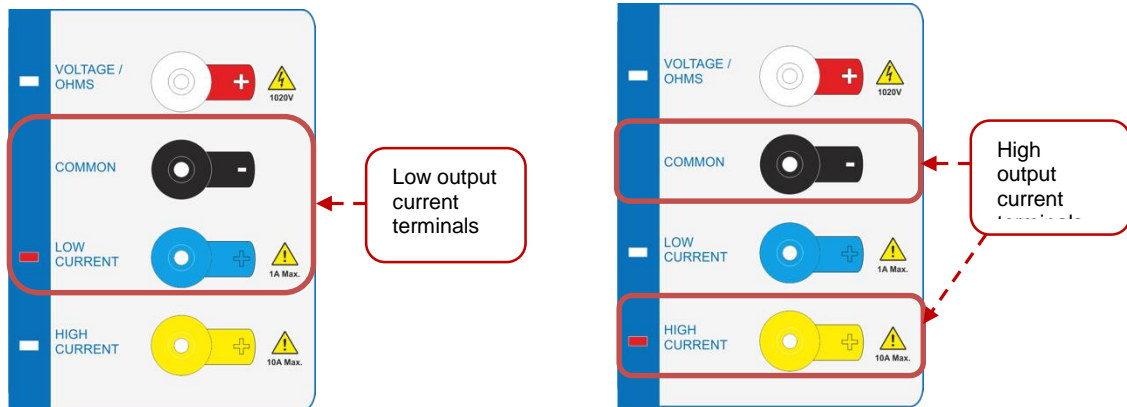 VOLTAGE /
OHMS
+
1020V
COMMON
-
LOW
CURRENT
+
1A Max.
HIGH
CURRENT
+
10A Max.
Low output
current
terminals
VOLTAGE /
OHMS
+
1020V
COMMON
-
LOW
CURRENT
+
1A Max.
HIGH
CURRENT
+
10A Max.
High
output
current
terminals